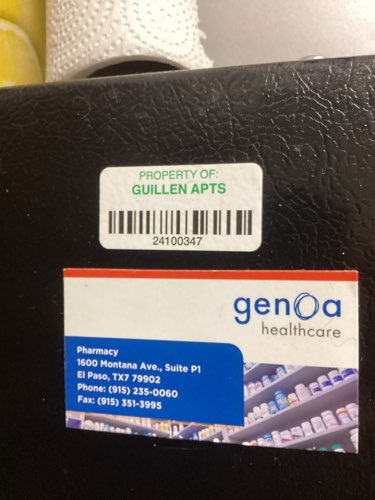 PROPERTY OF:
GUILLEN APTS
24100347
genoa
healthcare
Pharmacy
1600 Montana Ave., Suite P1
El Paso, TX7 79902
Phone: (915) 235-0060
Fax: (915) 351-3995